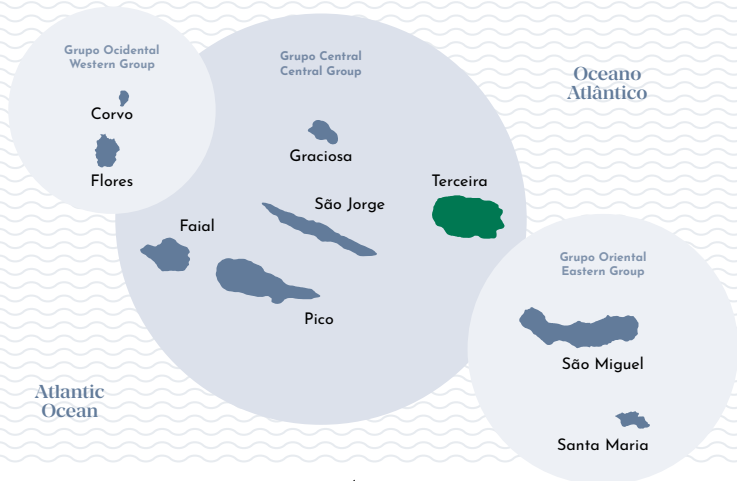 Grupo Ocidental
Western Group
Corvo
Flores
Grupo Central
Central Group
Graciosa
São Jorge
Terceira
Faial
Pico
Oceano
Atlântico
Grupo Oriental
Eastern Group
São Miguel
Santa Maria
Atlantic
Ocean